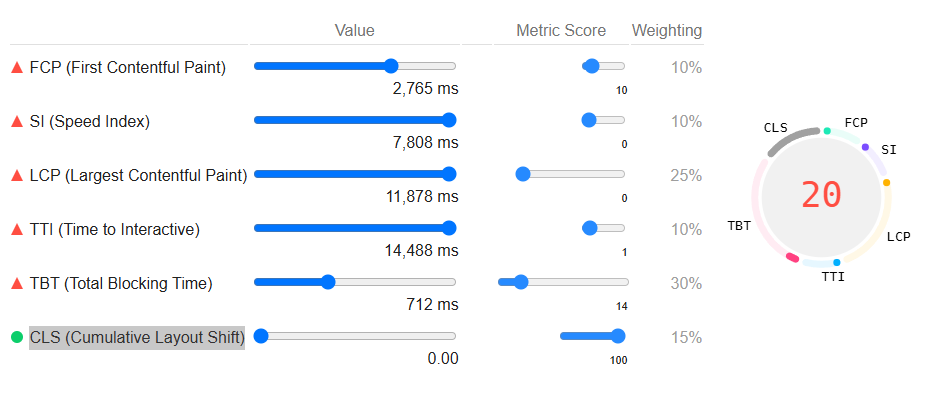 Value Metric Score Weighting
FCP (First Contentful Paint) 10%
2,765 ms 10
SI (Speed Index) 10%
7,808 ms 0
LCP (Largest Contentful Paint) 25%
11,878 ms 0
TTI (Time to Interactive) 10%
14,488 ms 1
TBT (Total Blocking Time) 30%
712 ms 14
CLS (Cumulative Layout Shift) 15%
0.00 100
CLS FCP
SI
20
TBT
LCP
TTI